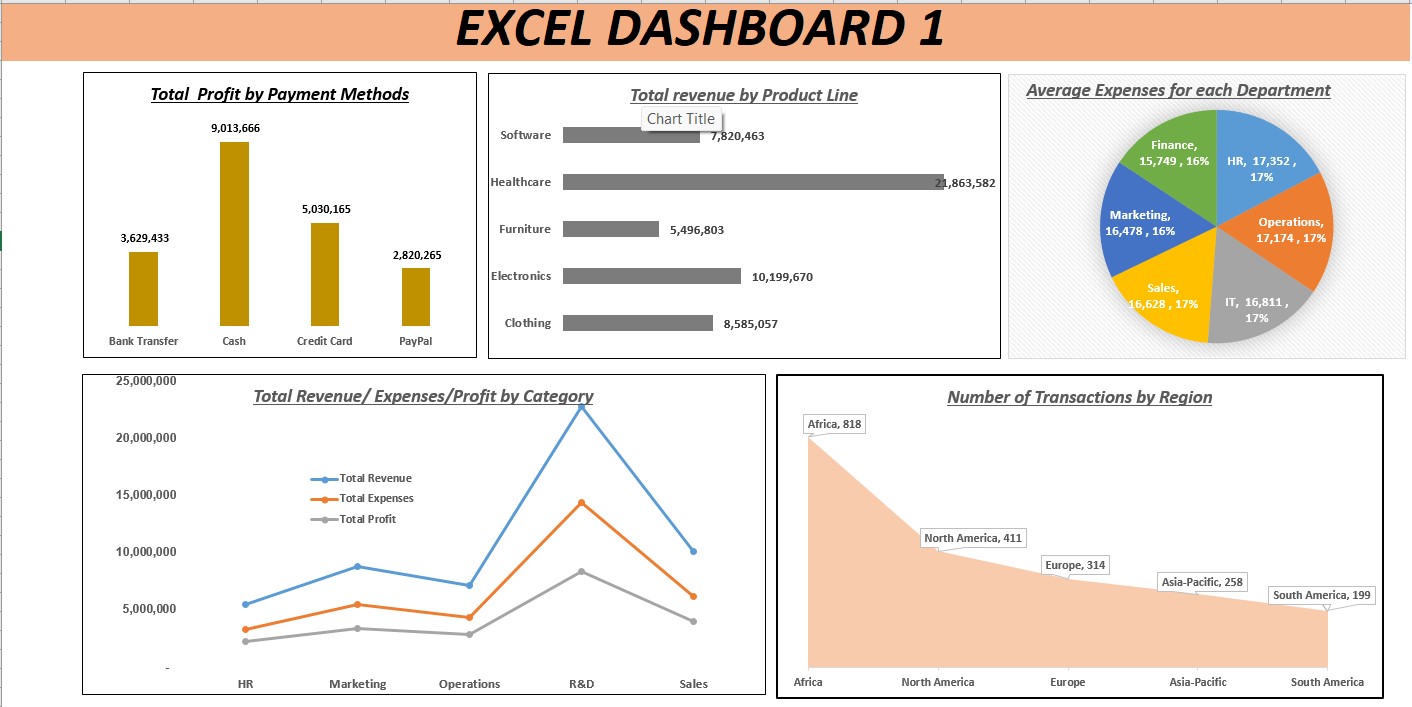 EXCEL DASHBOARD 1
Total Profit by Payment Methods
9,013,666
5,030,165
3,629,433
2,820,265
Bank Transfer
Cash
Credit Card
PayPal
Total revenue by Product Line
Chart Title
Software
7,820,463
Healthcare
21,863,582
Furniture
5,496,803
Electronics
10,199,670
Clothing
8,585,057
Average Expenses for each Department
Finance,
15,749 , 16%
HR, 17,352 ,
17%
Marketing,
16,478 , 16%
Operations,
17,174 , 17%
Sales,
16,628 , 17%
IT, 16,811 ,
17%
Total Revenue/ Expenses/Profit by Category
25,000,000
20,000,000
15,000,000
10,000,000
5,000,000
-
Total Revenue
Total Expenses
Total Profit
HR
Marketing
Operations
R&D
Sales
Number of Transactions by Region
Africa, 818
North America, 411
Europe, 314
Asia-Pacific, 258
South America, 199
Africa
North America
Europe
Asia-Pacific
South America